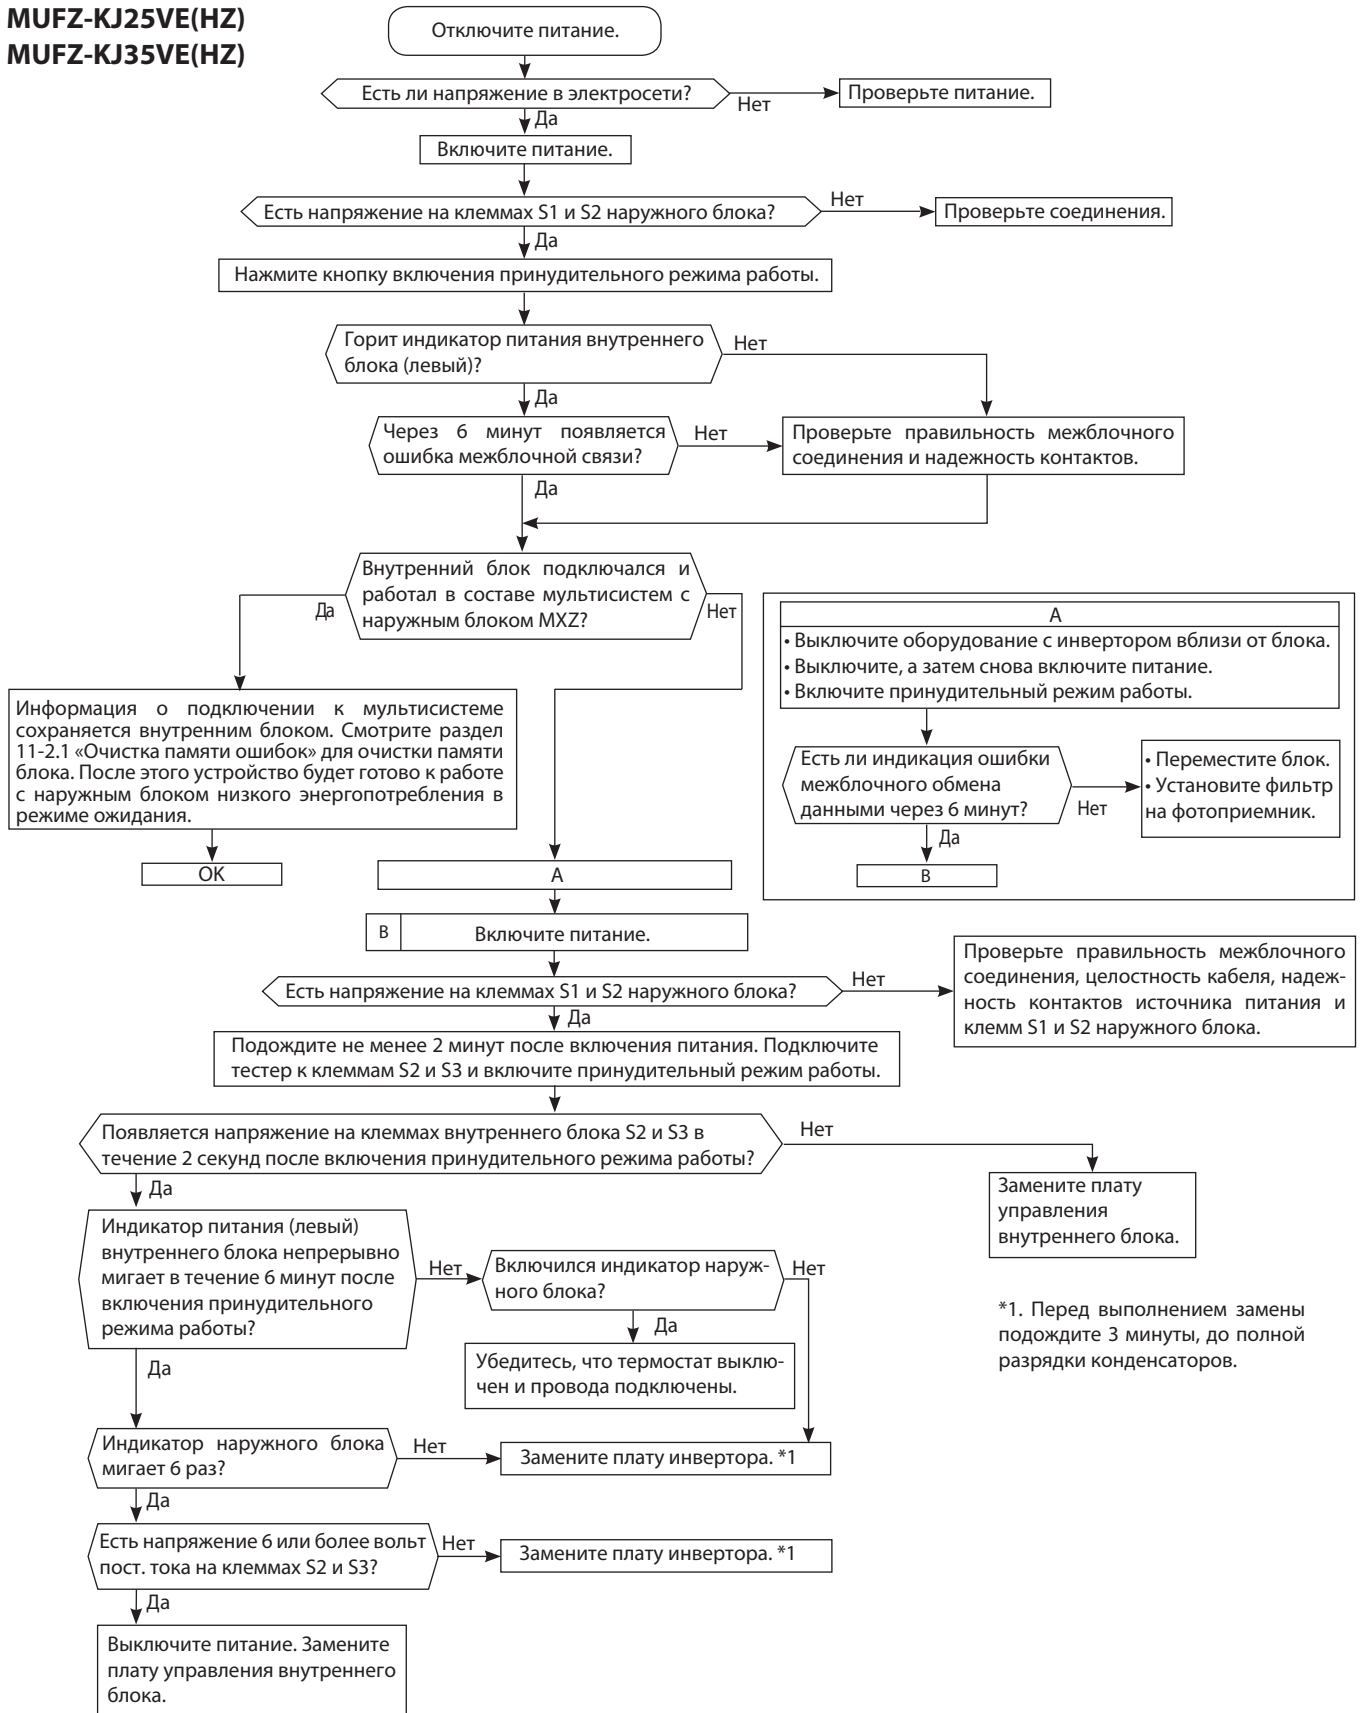 MUFZ-KJ25VE(HZ)
MUFZ-KJ35VE(HZ)
Отключите питание.
Есть ли напряжение в электросети?
Нет
Проверьте питание.
Да
Включите питание.
Есть напряжение на клеммах S1 и S2 наружного блока?
Нет
Проверьте соединения.
Да
Нажмите кнопку включения принудительного режима работы.
Горит индикатор питания внутреннего
блока (левый)?
Нет
Да
Через 6 минут появляется
ошибка межблочной связи?
Нет
Проверьте правильность межблочного
соединения и надежность контактов.
Да
Внутренний блок подключался и
работал в составе мультисистем с
наружным блоком MXZ?
Да
Нет
Информация о подключении к мультисистеме
сохраняется внутренним блоком. Смотрите раздел
11-2.1 «Очистка памяти ошибок» для очистки памяти
блока. После этого устройство будет готово к работе
с наружным блоком низкого энергопотребления в
режиме ожидания.
OK
A
• Выключите оборудование с инвертором вблизи от блока.
• Выключите, а затем снова включите питание.
• Включите принудительный режим работы.
Есть ли индикация ошибки
межблочного обмена
данными через 6 минут?
Нет
• Переместите блок.
• Установите фильтр
на фотоприемник.
Да
B
A
B
Включите питание.
Есть напряжение на клеммах S1 и S2 наружного блока?
Нет
Проверьте правильность межблочного
соединения, целостность кабеля, надеж-
ность контактов источника питания и
клемм S1 и S2 наружного блока.
Да
Подождите не менее 2 минут после включения питания. Подключите
тестер к клеммам S2 и S3 и включите принудительный режим работы.
Появляется напряжение на клеммах внутреннего блока S2 и S3 в
течение 2 секунд после включения принудительного режима работы?
Нет
Замените плату
управления
внутреннего блока.
Да
Индикатор питания (левый)
внутреннего блока непрерывно
мигает в течение 6 минут после
включения принудительного
режима работы?
Нет
Включился индикатор наруж-
ного блока?
Нет
Да
Убедитесь, что термостат выклю-
чен и провода подключены.
*1. Перед выполнением замены
подождите 3 минуты, до полной
разрядки конденсаторов.
Да
Индикатор наружного блока
мигает 6 раз?
Нет
Замените плату инвертора. *1
Да
Есть напряжение 6 или более вольт
пост. тока на клеммах S2 и S3?
Нет
Замените плату инвертора. *1
Да
Выключите питание. Замените
плату управления внутреннего
блока.